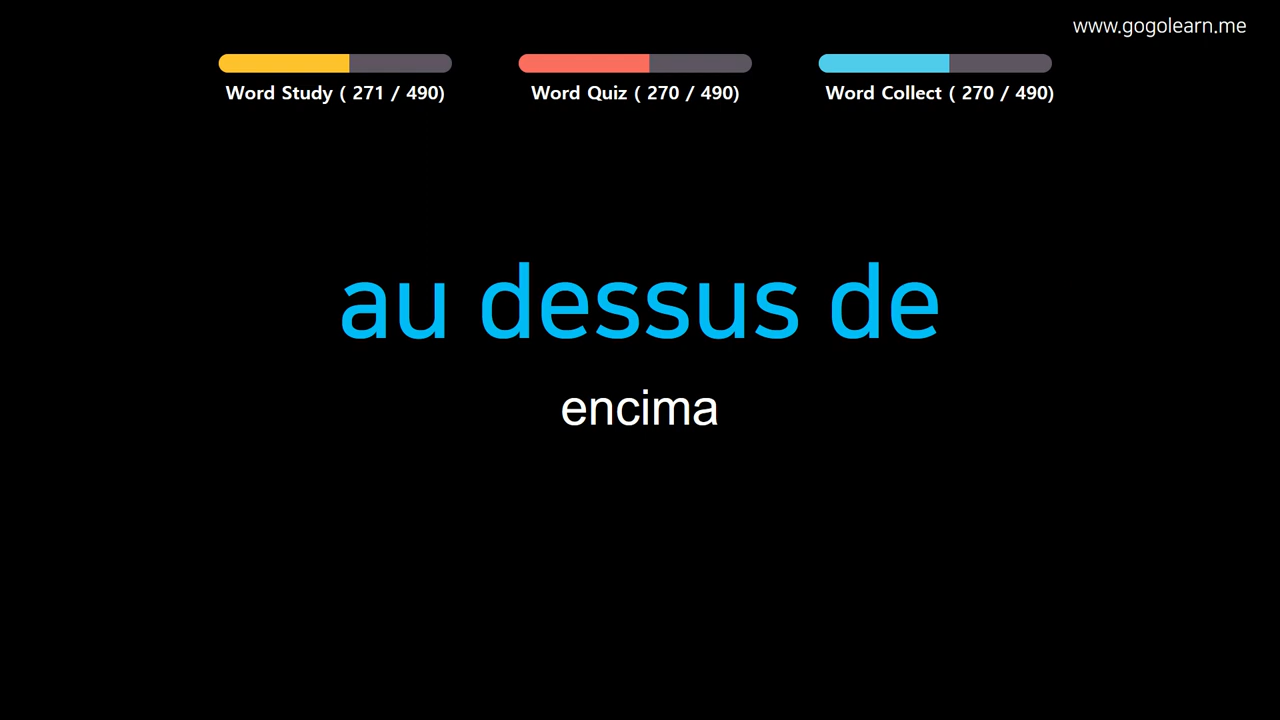 www.gogolearn.me
Word Study ( 271 / 490)
Word Quiz ( 270 / 490)
Word Collect ( 270 / 490)
au dessus de
encima